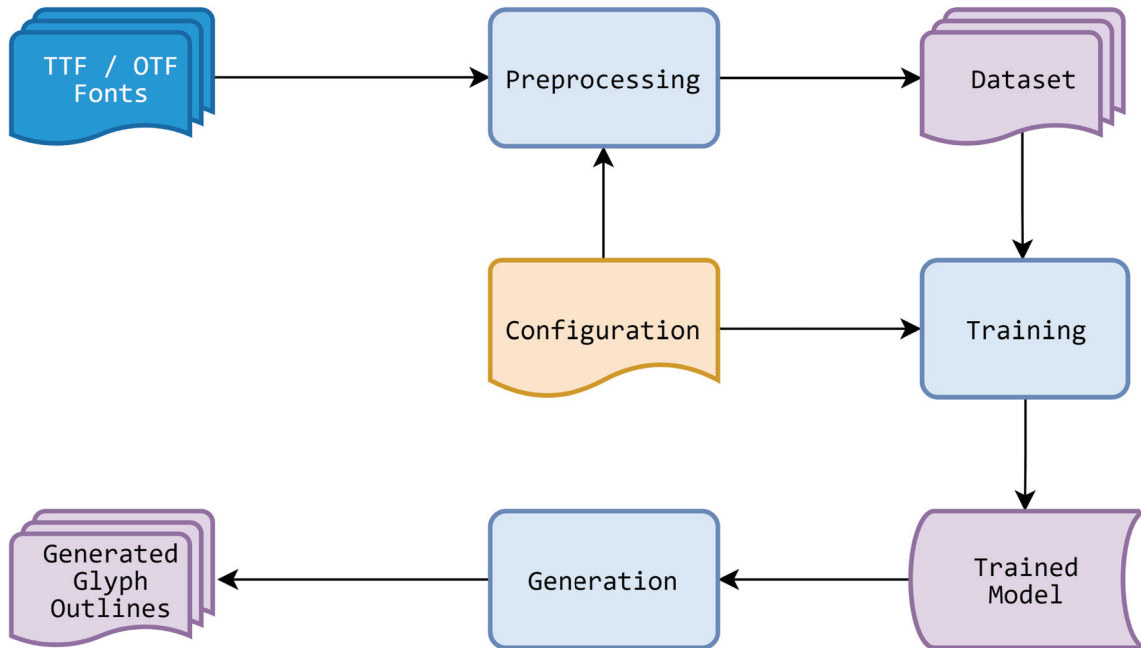 TTF / OTF
Fonts
Preprocessing
Dataset
Configuration
Training
Generated
Glyph
Outlines
Generation
Trained
Model